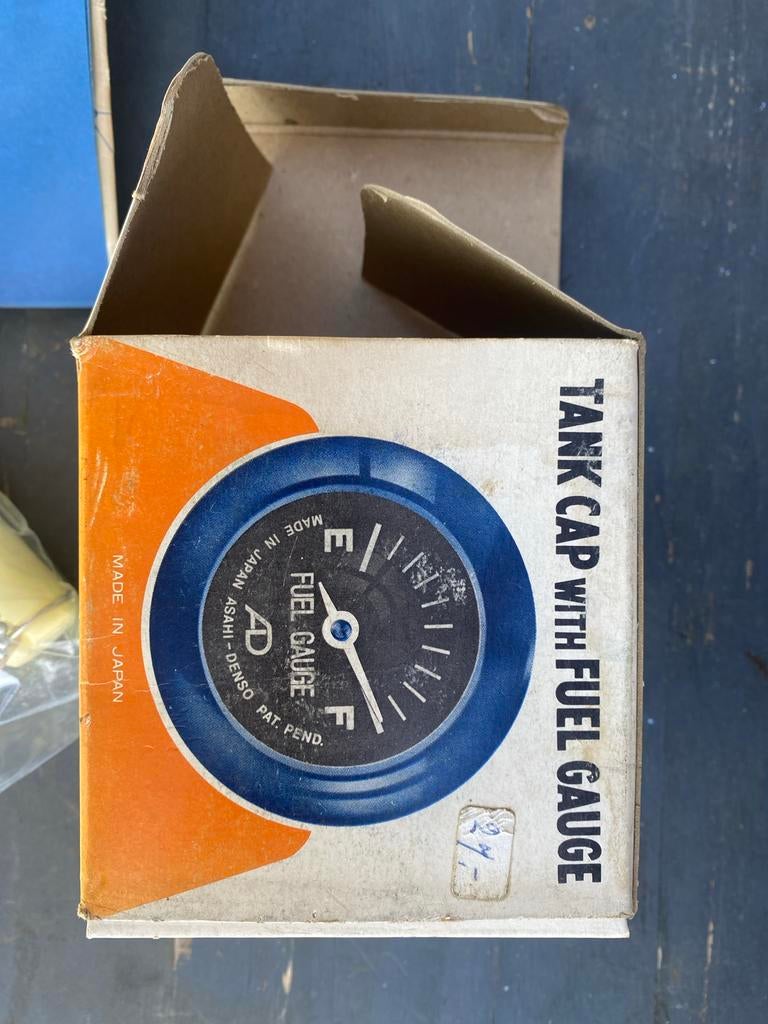 TANK CAP WITH FUEL GAUGE
E
F
FUEL GAUGE
AD
MADE IN JAPAN ASAHI-DENSO PAT. PEND.
MADE IN JAPAN